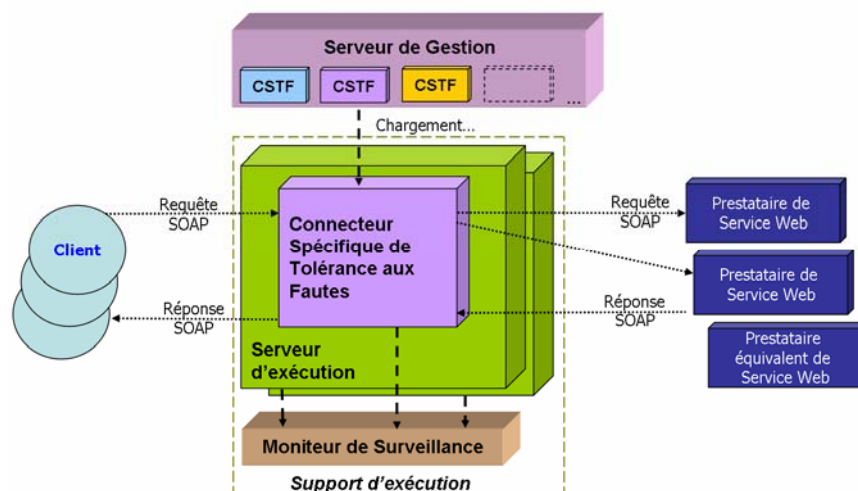 Serveur de Gestion
CSTF
CSTF
CSTF
...
Chargement...
Requête
SOAP
Client
Réponse
SOAP
Connecteur
Spécifique de
Tolérance aux
Fautes
Serveur
d'exécution
Requête
SOAP
Réponse
SOAP
Prestataire de
Service Web
Prestataire de
Service Web
Prestataire
équivalent de
Service Web
Moniteur de Surveillance
Support d'exécution